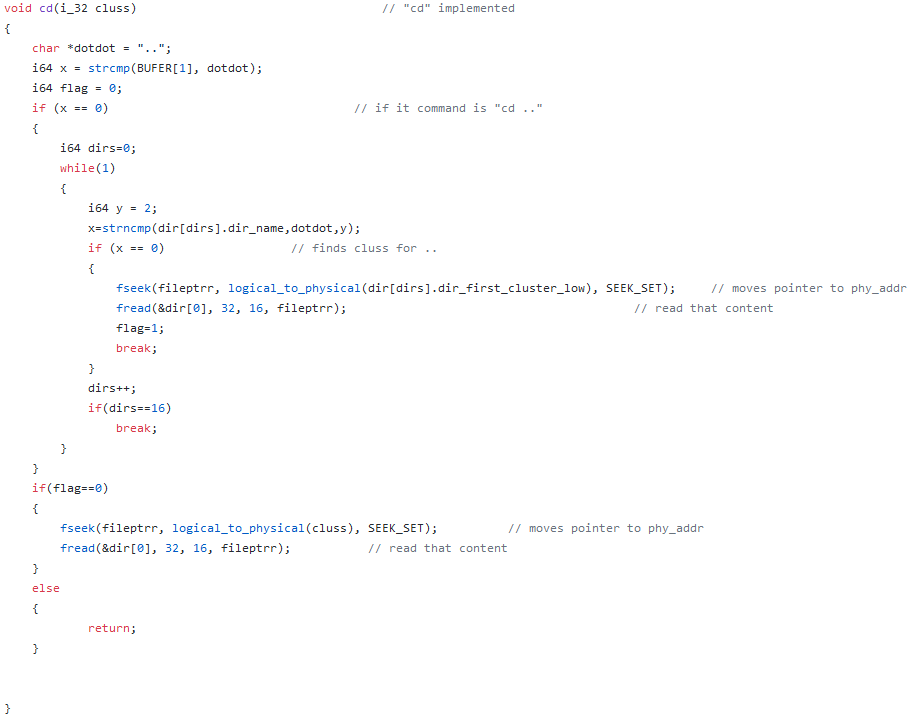 void cd(i_32 cluss)                                   // "cd" implemented
{
    char *dotdot = "..";
    i64 x = strcmp(BUFER[1], dotdot);
    i64 flag = 0;
    if (x == 0)                                   // if it command is "cd .."
    {
        i64 dirs=0;
        while(1)
        {
            i64 y = 2;
            x=strncmp(dir[dirs].dir_name,dotdot,y);
            if (x == 0)                  // finds cluss for ..
            {
                fseek(fileptrr, logical_to_physical(dir[dirs].dir_first_cluster_low), SEEK_SET);     // moves pointer to phy_addr
                fread(&dir[0], 32, 16, fileptrr);                                         // read that content
                flag=1;
                break;
            }
            dirs++;
            if(dirs==16)
                break;
        }
    }
    if(flag==0)
    {
        fseek(fileptrr, logical_to_physical(cluss), SEEK_SET);          // moves pointer to phy_addr
        fread(&dir[0], 32, 16, fileptrr);           // read that content
    }
    else
    {
            return;
    }
}